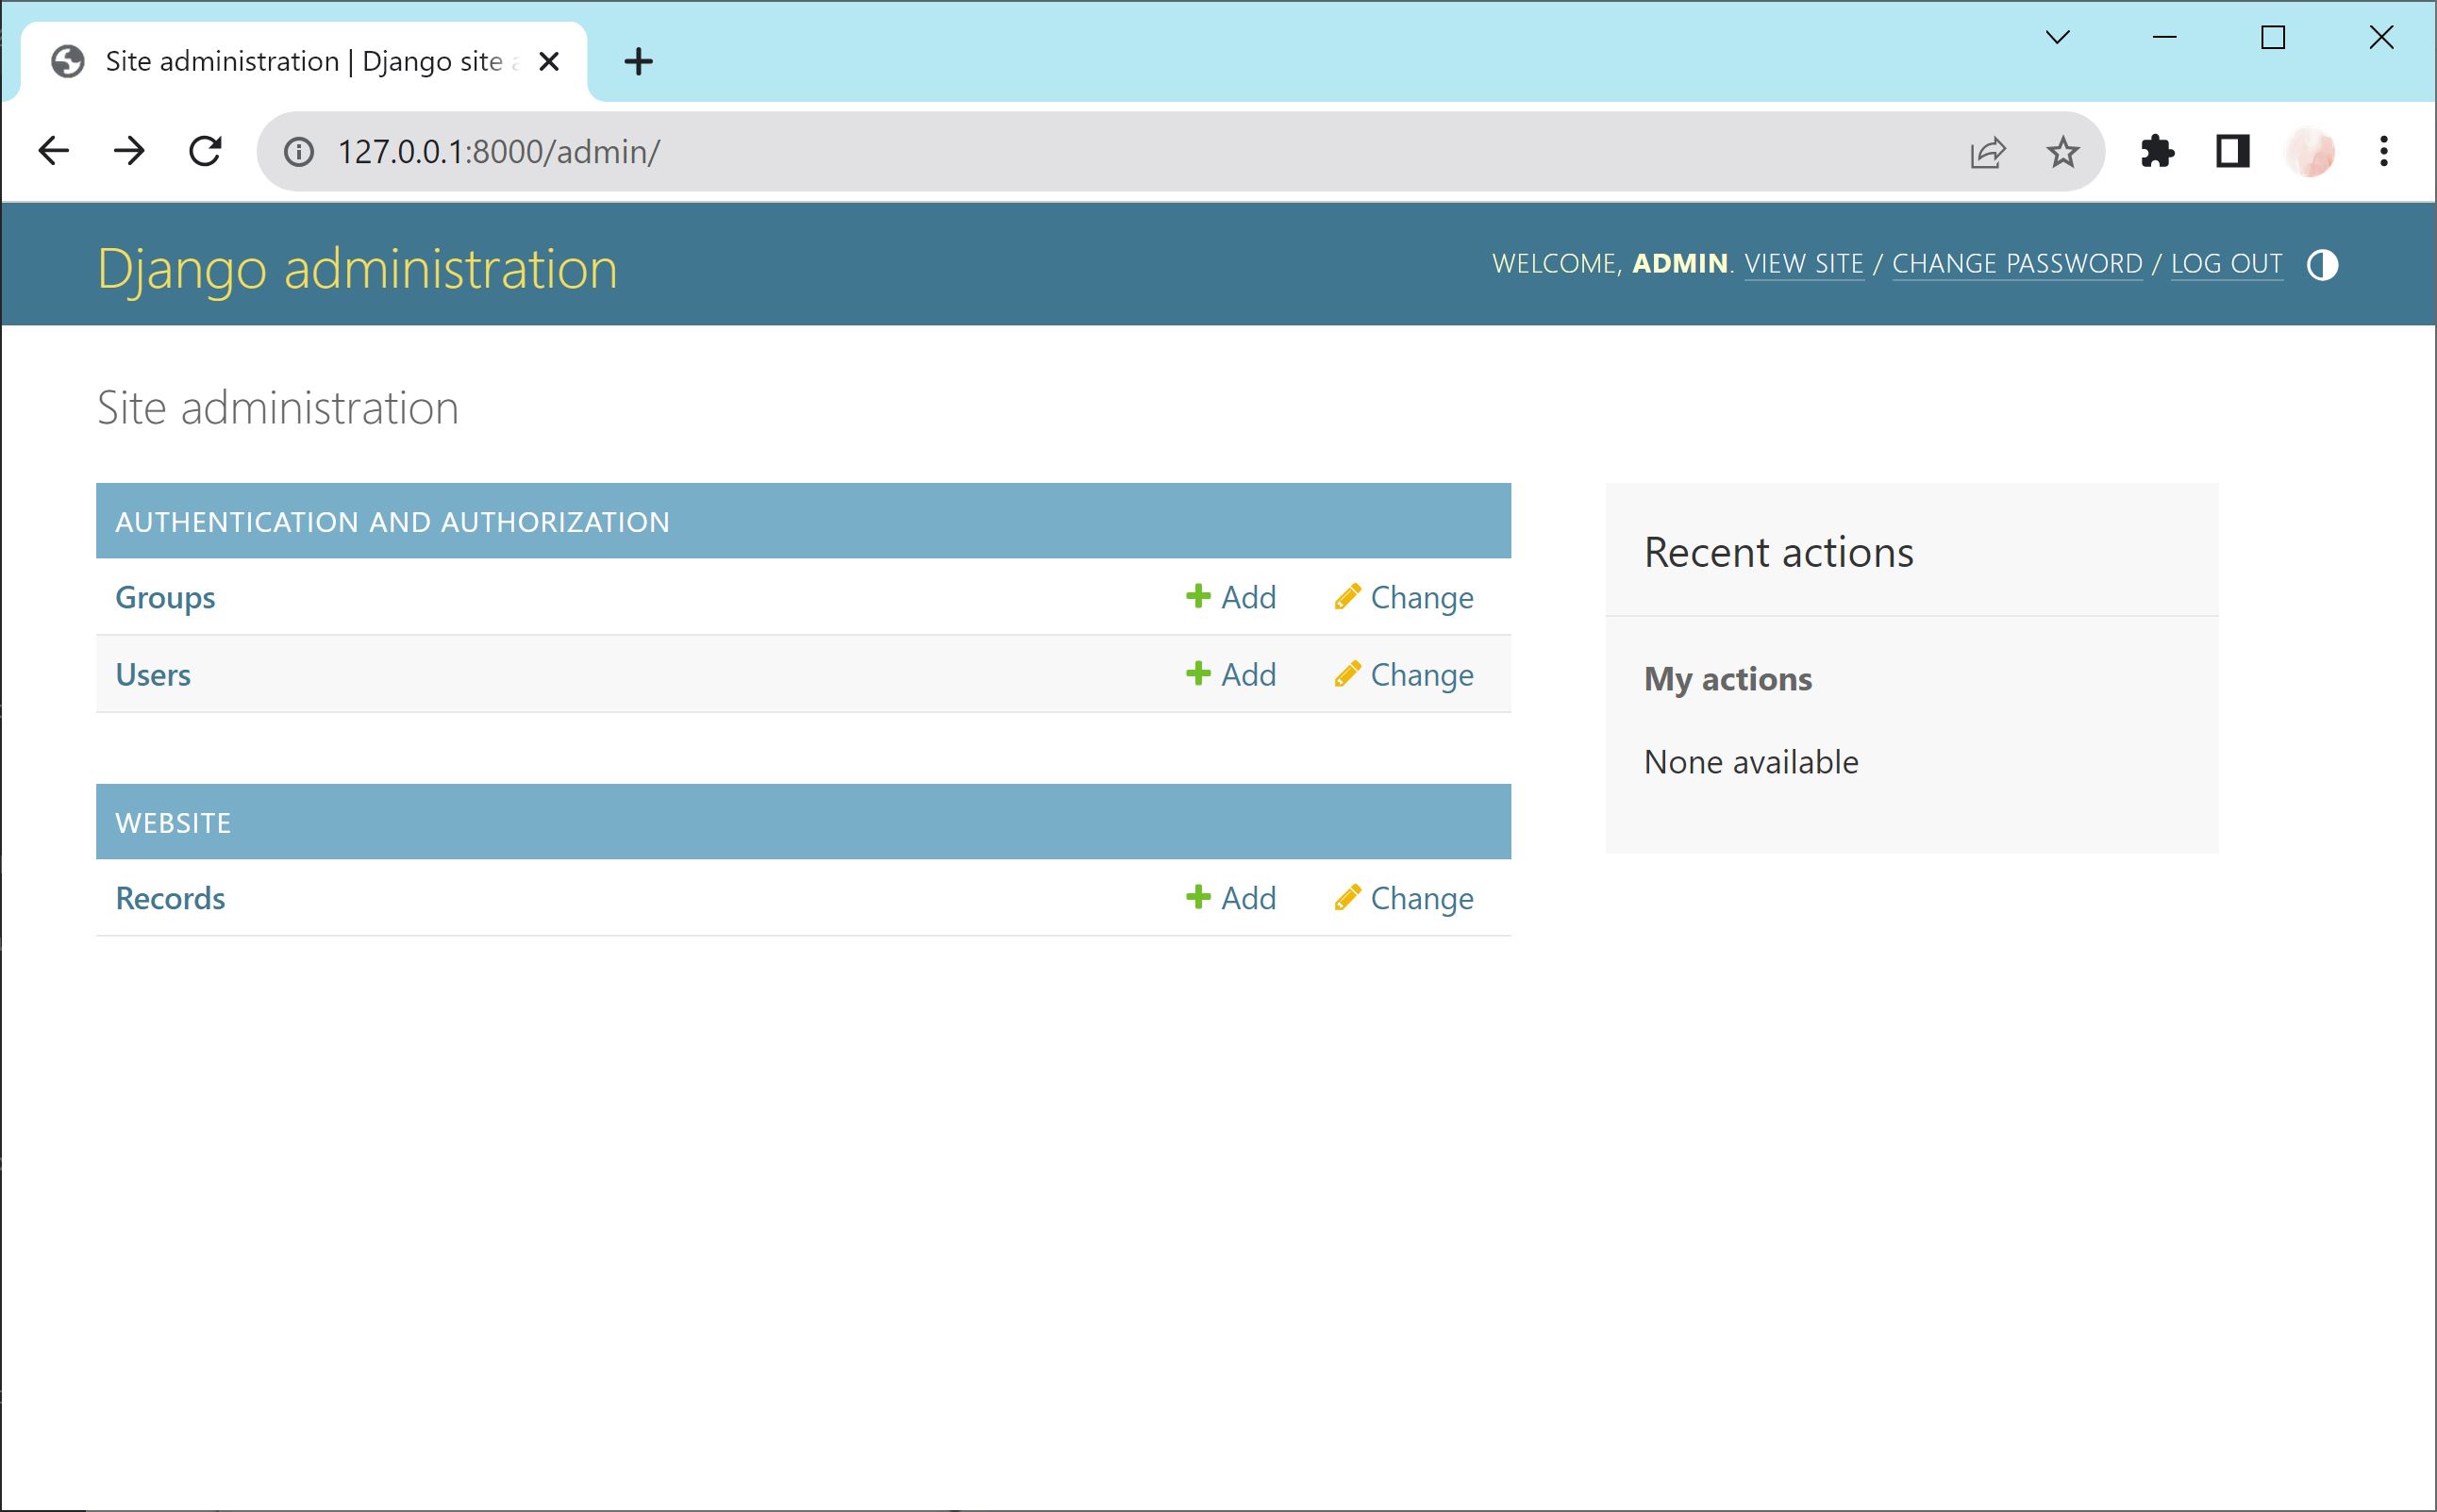 Site administration | Django site a
127.0.0.1:8000/admin/
Django administration
WELCOME, ADMIN. VIEW SITE / CHANGE PASSWORD / LOG OUT
Site administration
AUTHENTICATION AND AUTHORIZATION
Groups Add Change
Users Add Change
WEBSITE
Records Add Change
Recent actions
My actions
None available